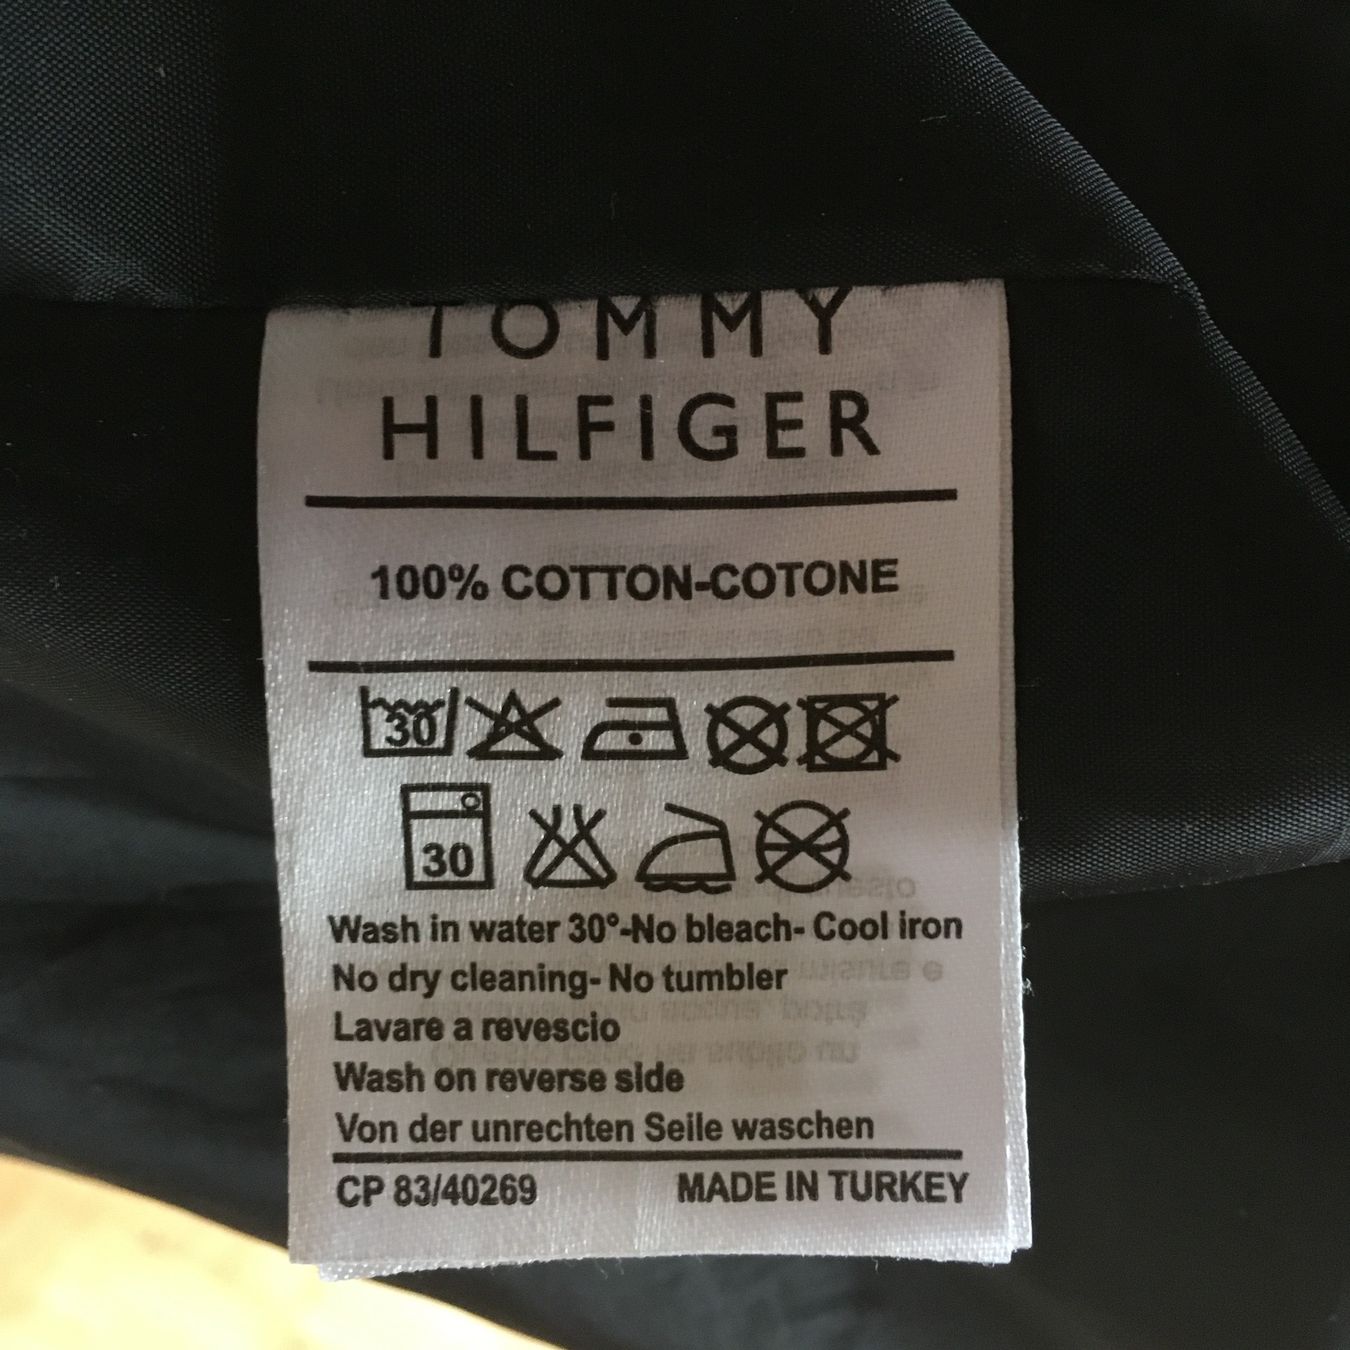 TOMMY
HILFIGER
100% COTTON-COTONE
30
30
Wash in water 30°-No bleach- Cool iron
No dry cleaning- No tumbler
Lavare a revescio
Wash on reverse side
Von der unrechten Seile waschen
CP 83/40269 MADE IN TURKEY